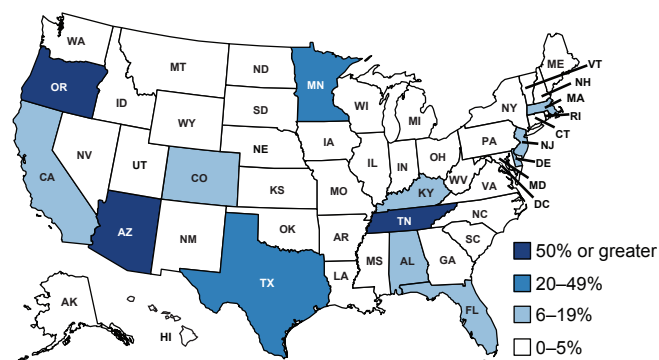 WA
OR
ID
MT
ND
SD
WY
NE
NV
UT
CA
CO
KS
AZ
NM
OK
TX
MN
IA
MO
AR
LA
WI
MI
IL
IN
OH
KY
TN
MS
AL
GA
FL
SC
NC
VA
WV
PA
NY
ME
VT
NH
MA
RI
CT
NJ
DE
MD
DC
AK
HI
50% or greater
20–49%
6–19%
0–5%